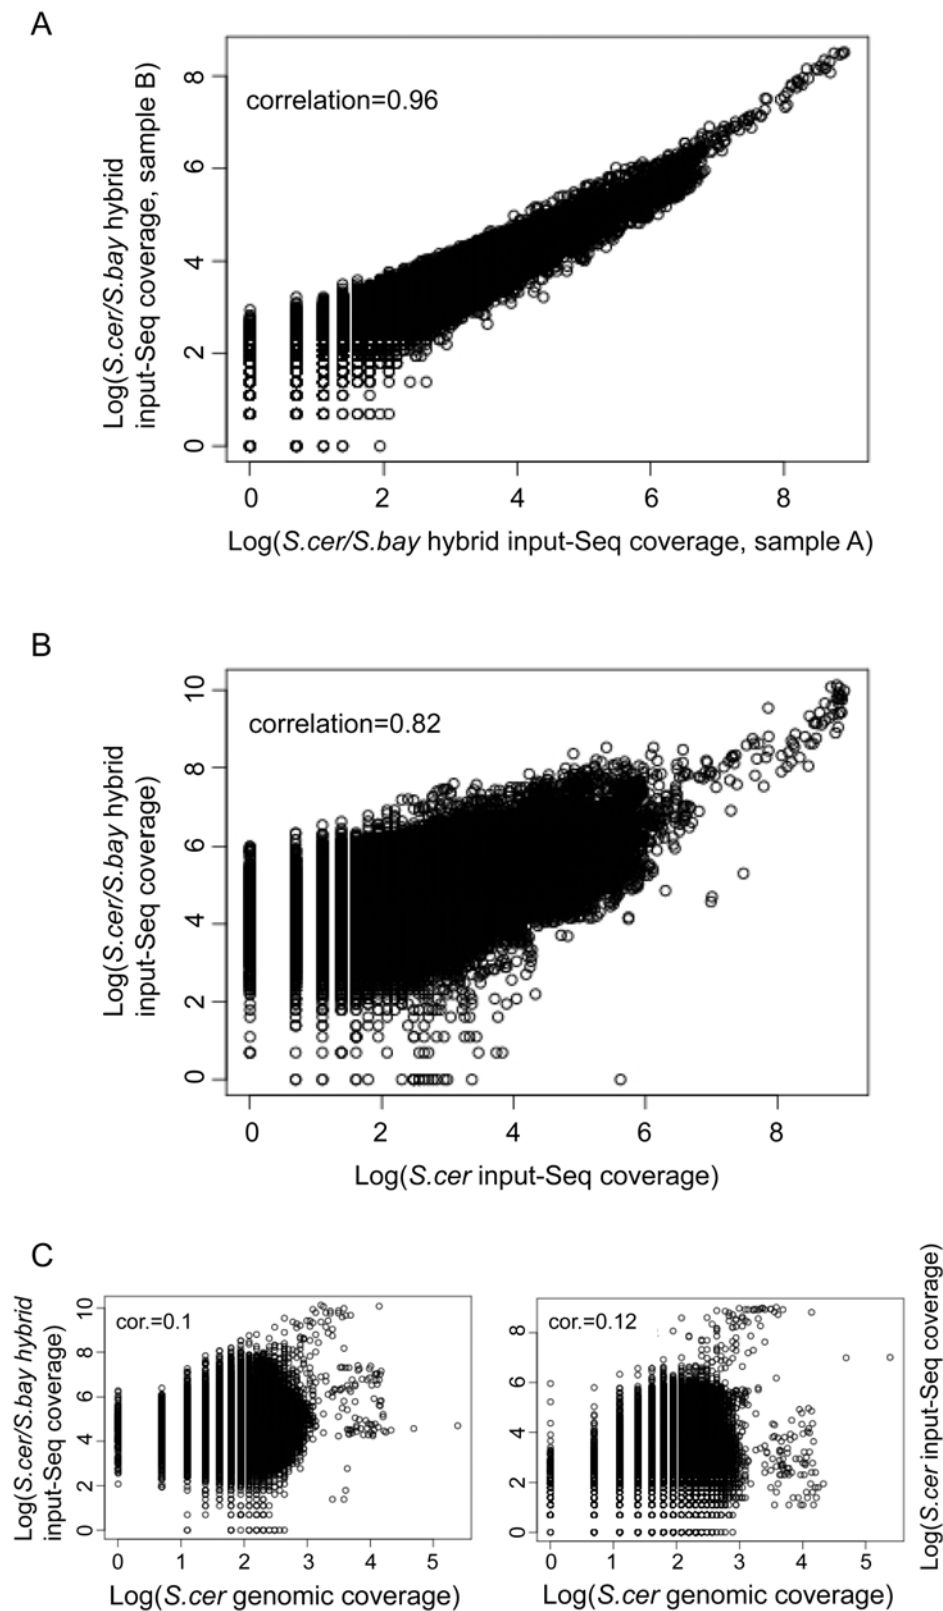 A
Log(S.cer/S.bay hybrid
input-Seq coverage, sample B)
correlation=0.96
8
6
4
2
0
0 2 4 6 8
Log(S.cer/S.bay hybrid input-Seq coverage, sample A)
B
Log(S.cer/S.bay hybrid
input-Seq coverage)
correlation=0.82
10
8
6
4
2
0
0 2 4 6 8
Log(S.cer input-Seq coverage)
C
Log(S.cer/S.bay hybrid
input-Seq coverage)
cor.=0.1
10
8
6
4
2
0
0 1 2 3 4 5
Log(S.cer genomic coverage)
cor.=0.12
8
6
4
2
0
0 1 2 3 4 5
Log(S.cer genomic coverage)
Log(S.cer input-Seq coverage)